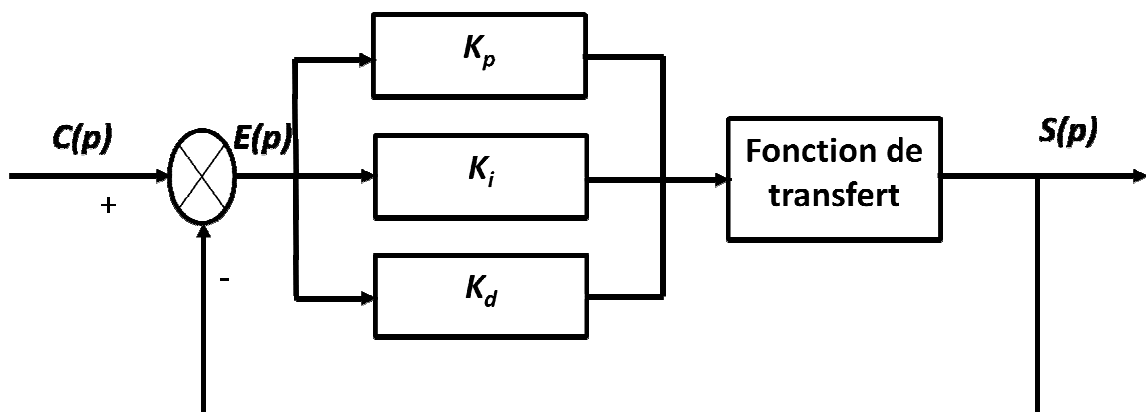 K_p
C(p)
E(p)
S(p)
Fonction de
transfert
K_i
+
-
K_d